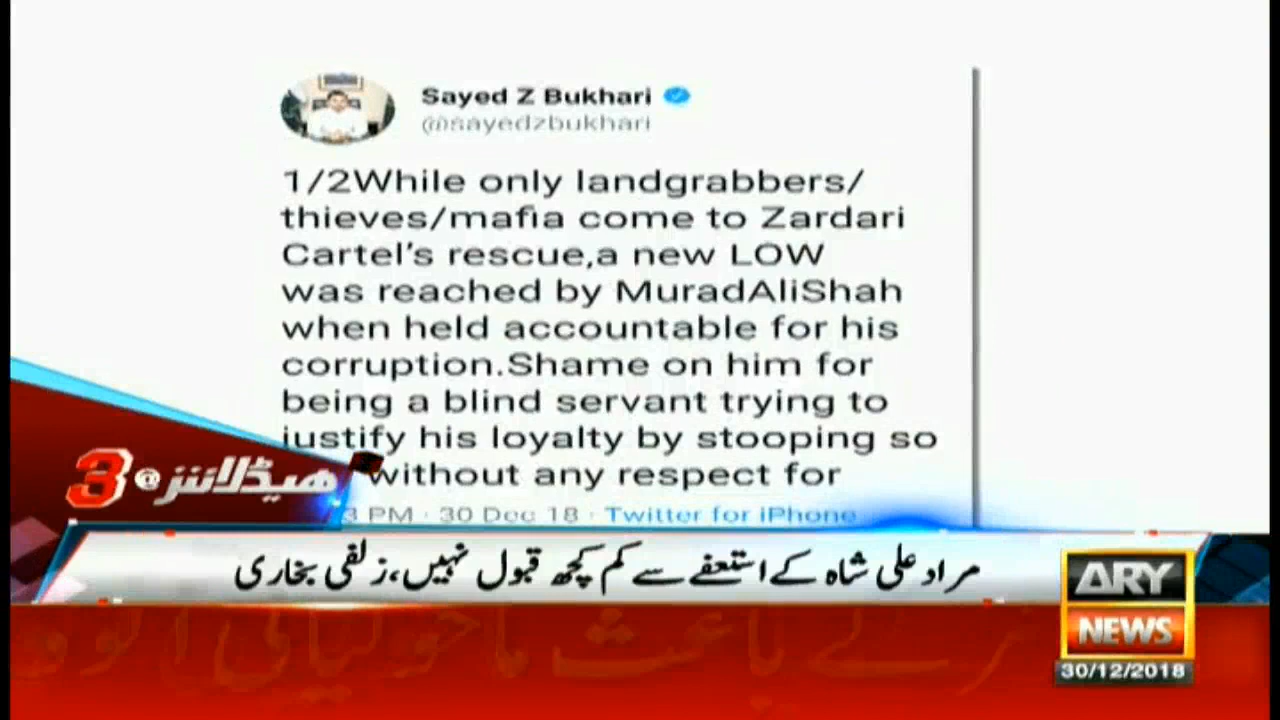 Sayed Z Bukhari
@sayedzbukhari
1/2While only landgrabbers/
thieves/mafia come to Zardari
Cartel's rescue,a new LOW
was reached by MuradAliShah
when held accountable for his
corruption.Shame on him for
being a blind servant trying to
justify his loyalty by stooping so
without any respect for
3 PM · 30 Dec 18 · Twitter for iPhone
ہیڈلائنز @3
مراد علی شاہ کے استعفے سے کم کچھ قبول نہیں، زلفی بخاری
ARY
NEWS
30/12/2018